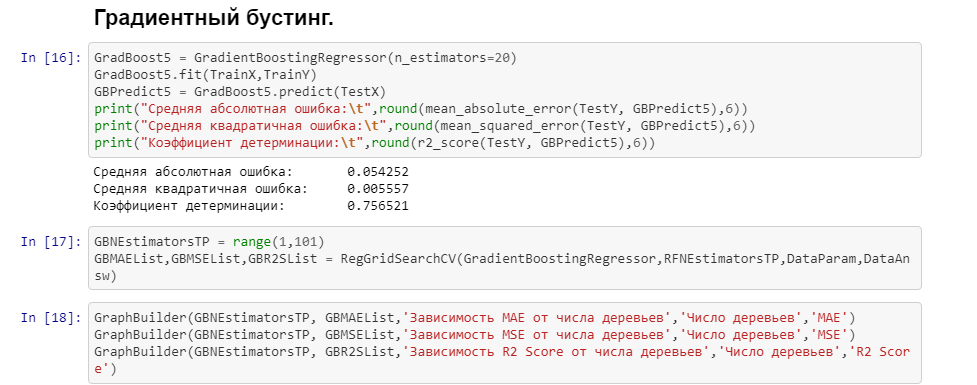 Градиентный бустинг.
In [16]: GradBoost5 = GradientBoostingRegressor(n_estimators=20)
GradBoost5.fit(TrainX,TrainY)
GBPredict5 = GradBoost5.predict(TestX)
print("Средняя абсолютная ошибка:\t",round(mean_absolute_error(TestY, GBPredict5),6))
print("Средняя квадратичная ошибка:\t",round(mean_squared_error(TestY, GBPredict5),6))
print("Коэффициент детерминации:\t",round(r2_score(TestY, GBPredict5),6))
Средняя абсолютная ошибка: 0.054252
Средняя квадратичная ошибка: 0.005557
Коэффициент детерминации: 0.756521
In [17]: GBNEstimatorsTP = range(1,101)
GBMAEList,GBMSEList,GBR2SList = RegGridSearchCV(GradientBoostingRegressor,RFNEstimatorsTP,DataParam,DataAn
sw)
In [18]: GraphBuilder(GBNEstimatorsTP, GBMAEList,'Зависимость MAE от числа деревьев','Число деревьев','MAE')
GraphBuilder(GBNEstimatorsTP, GBMSEList,'Зависимость MSE от числа деревьев','Число деревьев','MSE')
GraphBuilder(GBNEstimatorsTP, GBR2SList,'Зависимость R2 Score от числа деревьев','Число деревьев','R2 Scor
e')